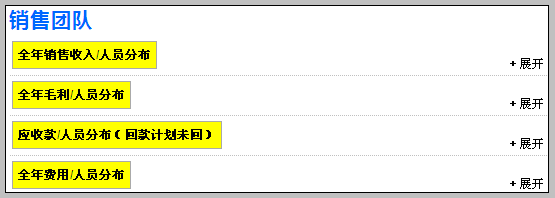 销售团队
全年销售收入/人员分布
+ 展开
全年毛利/人员分布
+ 展开
应收款/人员分布（回款计划未回）
+ 展开
全年费用/人员分布
+ 展开